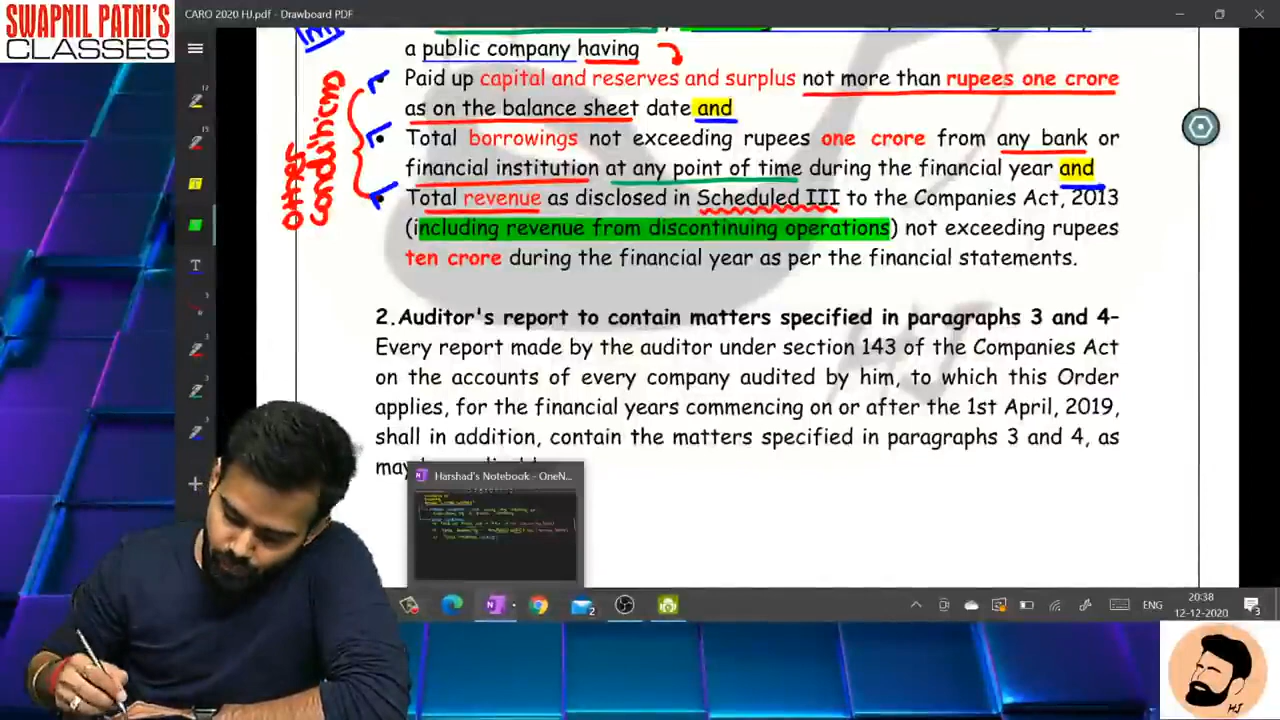 SWAPNIL PATNI'S
CLASSES
CARO 2020 HJ.pdf - Drawboard PDF
a public company having
Paid up capital and reserves and surplus not more than rupees one crore
as on the balance sheet date and
Total borrowings not exceeding rupees one crore from any bank or
financial institution at any point of time during the financial year and
Total revenue as disclosed in Scheduled III to the Companies Act, 2013
(including revenue from discontinuing operations) not exceeding rupees
ten crore during the financial year as per the financial statements.
other
conditions
2.Auditor's report to contain matters specified in paragraphs 3 and 4-
Every report made by the auditor under section 143 of the Companies Act
on the accounts of every company audited by him, to which this Order
applies, for the financial years commencing on or after the 1st April, 2019,
shall in addition, contain the matters specified in paragraphs 3 and 4, as
may
Harshad's Notebook - OneN...
ENG
20:38
12-12-2020
3
2
HJ